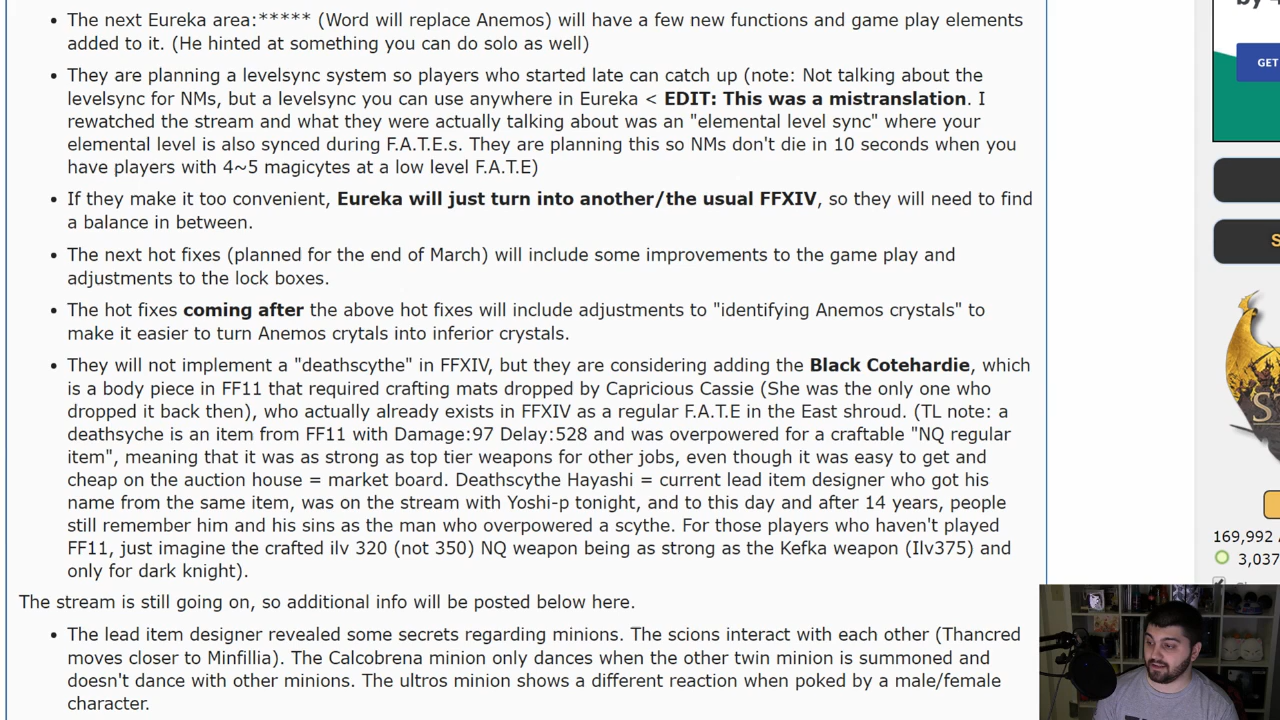 The next Eureka area:***** (Word will replace Anemos) will have a few new functions and game play elements
added to it. (He hinted at something you can do solo as well)
They are planning a levelsync system so players who started late can catch up (note: Not talking about the
levelsync for NMs, but a levelsync you can use anywhere in Eureka < EDIT: This was a mistranslation. I
rewatched the stream and what they were actually talking about was an "elemental level sync" where your
elemental level is also synced during F.A.T.E.s. They are planning this so NMs don't die in 10 seconds when you
have players with 4~5 magicytes at a low level F.A.T.E)
If they make it too convenient, Eureka will just turn into another/the usual FFXIV, so they will need to find
a balance in between.
The next hot fixes (planned for the end of March) will include some improvements to the game play and
adjustments to the lock boxes.
The hot fixes coming after the above hot fixes will include adjustments to "identifying Anemos crystals" to
make it easier to turn Anemos crytals into inferior crystals.
They will not implement a "deathscythe" in FFXIV, but they are considering adding the Black Cotehardie, which
is a body piece in FF11 that required crafting mats dropped by Capricious Cassie (She was the only one who
dropped it back then), who actually already exists in FFXIV as a regular F.A.T.E in the East shroud. (TL note: a
deathsyche is an item from FF11 with Damage:97 Delay:528 and was overpowered for a craftable "NQ regular
item", meaning that it was as strong as top tier weapons for other jobs, even though it was easy to get and
cheap on the auction house = market board. Deathscythe Hayashi = current lead item designer who got his
name from the same item, was on the stream with Yoshi-p tonight, and to this day and after 14 years, people
still remember him and his sins as the man who overpowered a scythe. For those players who haven't played
FF11, just imagine the crafted ilv 320 (not 350) NQ weapon being as strong as the Kefka weapon (Ilv375) and
only for dark knight).
The stream is still going on, so additional info will be posted below here.
The lead item designer revealed some secrets regarding minions. The scions interact with each other (Thancred
moves closer to Minfillia). The Calcobrena minion only dances when the other twin minion is summoned and
doesn't dance with other minions. The ultros minion shows a different reaction when poked by a male/female
character.
GET
S
169,992
3,037